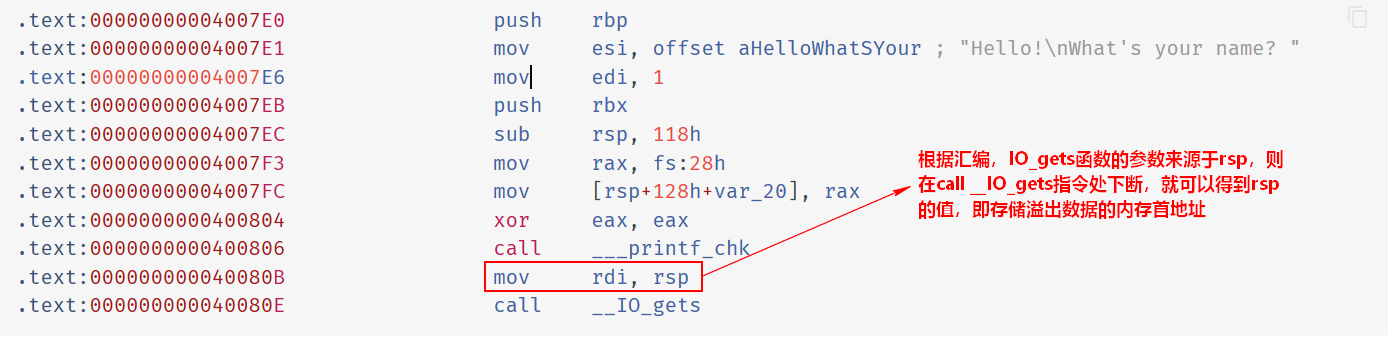 .text:00000000004007E0 push rbp
.text:00000000004007E1 mov esi, offset aHelloWhatSYour ; "Hello!\nWhat's your name? "
.text:00000000004007E6 mov edi, 1
.text:00000000004007EB push rbx
.text:00000000004007EC sub rsp, 118h
.text:00000000004007F3 mov rax, fs:28h
.text:00000000004007FC mov [rsp+128h+var_20], rax
.text:0000000000400804 xor eax, eax
.text:0000000000400806 call ___printf_chk
.text:000000000040080B mov rdi, rsp
.text:000000000040080E call __IO_gets
根据汇编，IO_gets函数的参数来源于rsp，则
在call __IO_gets指令处下断，就可以得到rsp
的值，即存储溢出数据的内存首地址